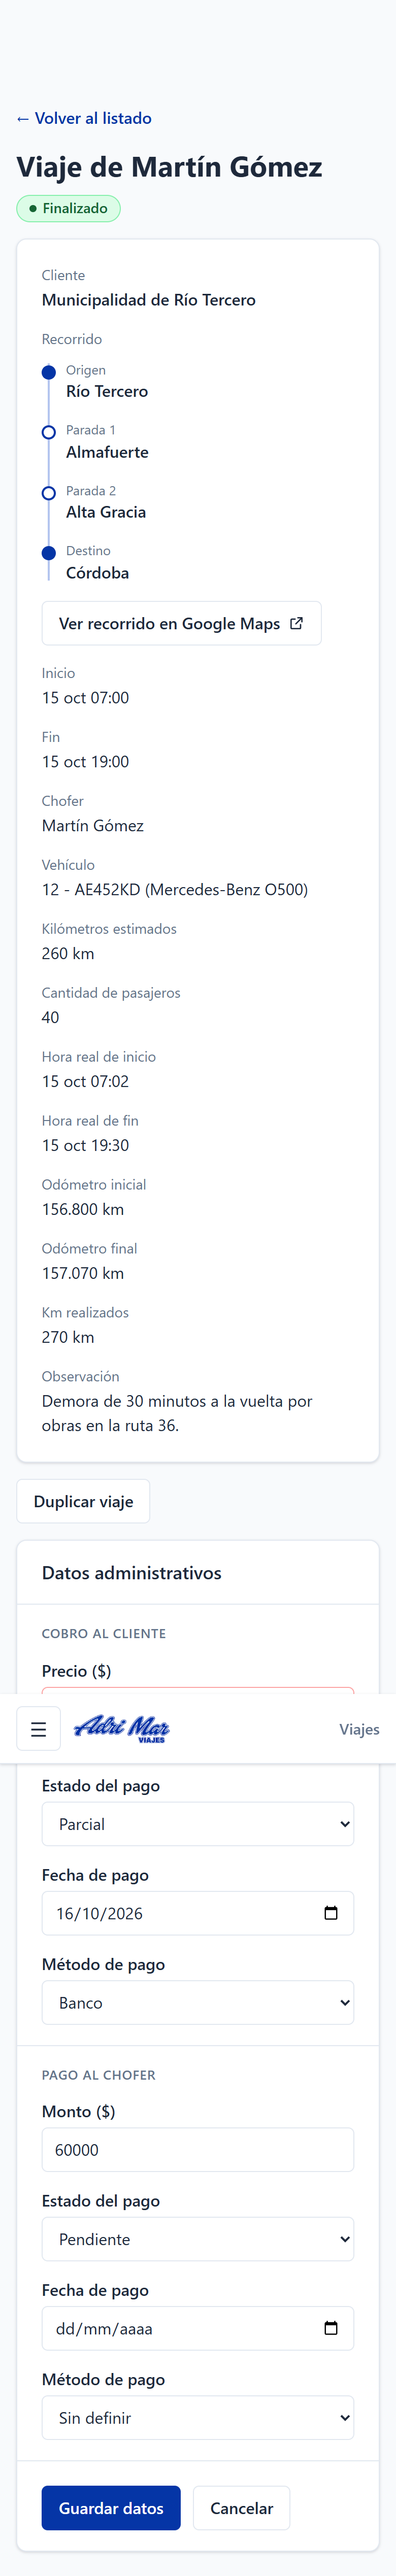 ← Volver al listado
Viaje de Martín Gómez
Finalizado
Cliente
Municipalidad de Río Tercero
Recorrido
Origen
Río Tercero
Parada 1
Almafuerte
Parada 2
Alta Gracia
Destino
Córdoba
Ver recorrido en Google Maps
Inicio
15 oct 07:00
Fin
15 oct 19:00
Chofer
Martín Gómez
Vehículo
12 - AE452KD (Mercedes-Benz O500)
Kilómetros estimados
260 km
Cantidad de pasajeros
40
Hora real de inicio
15 oct 07:02
Hora real de fin
15 oct 19:30
Odómetro inicial
156.800 km
Odómetro final
157.070 km
Km realizados
270 km
Observación
Demora de 30 minutos a la vuelta por
obras en la ruta 36.
Duplicar viaje
Datos administrativos
COBRO AL CLIENTE
Precio ($)
Adri Mar
VIAJES
Viajes
Estado del pago
Parcial
Fecha de pago
16/10/2026
Método de pago
Banco
PAGO AL CHOFER
Monto ($)
60000
Estado del pago
Pendiente
Fecha de pago
dd/mm/aaaa
Método de pago
Sin definir
Guardar datos
Cancelar